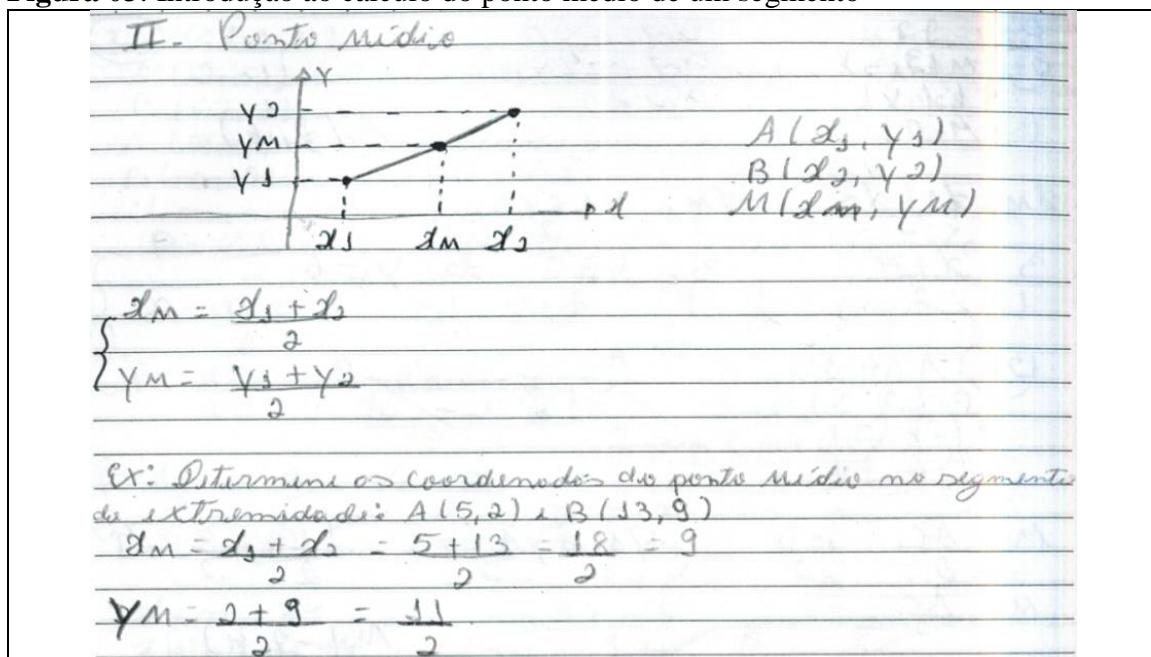 Figura 03: Introdução ao cálculo do ponto médio de um segmento
II- Ponto médio
Y
y2
yM
y1
x
x1 xM x2
A(x1, y1)
B(x2, y2)
M(xM, yM)
xM = x1 + x2
2
yM = y1 + y2
2
Ex: Determine as coordenadas do ponto médio no segmento
de extremidade: A(5,2) e B(13,9)
xM = x1 + x2 = 5+13 = 18 = 9
2 2 2
yM = 2+9 = 11
2 2